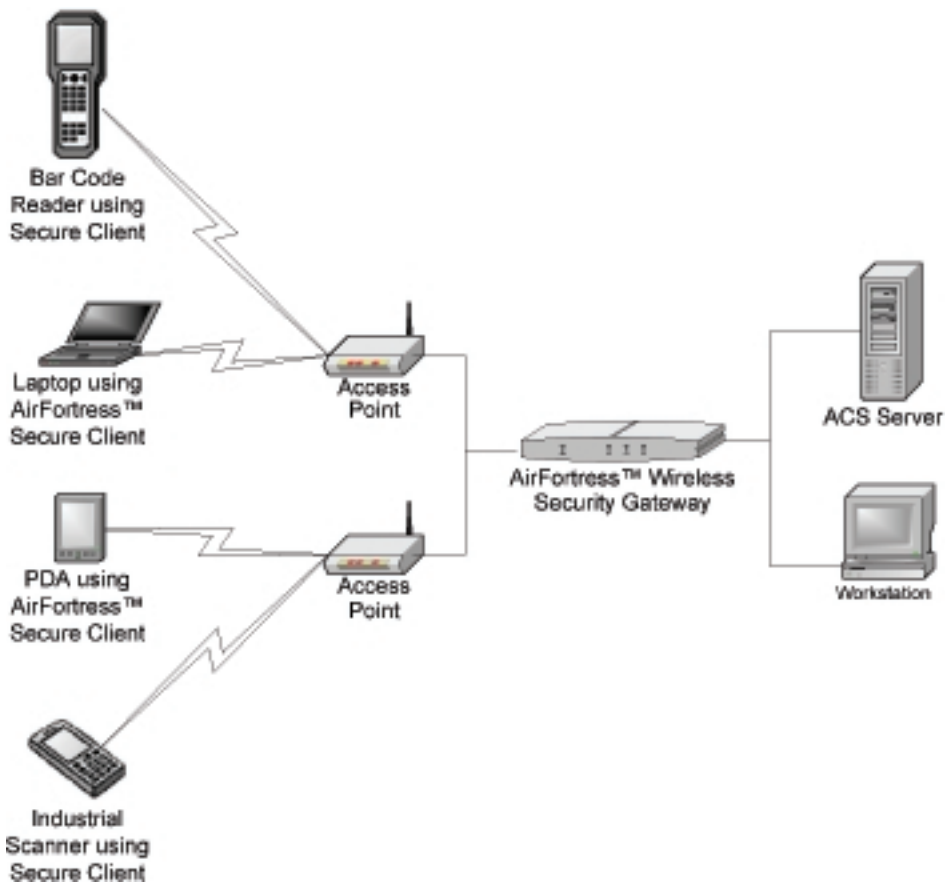 Bar Code
Reader using
Secure Client
Laptop using
AirFortress™
Secure Client
Access
Point
ACS Server
AirFortress™ Wireless
Security Gateway
PDA using
AirFortress™
Secure Client
Access
Point
Workstation
Industrial
Scanner using
Secure Client